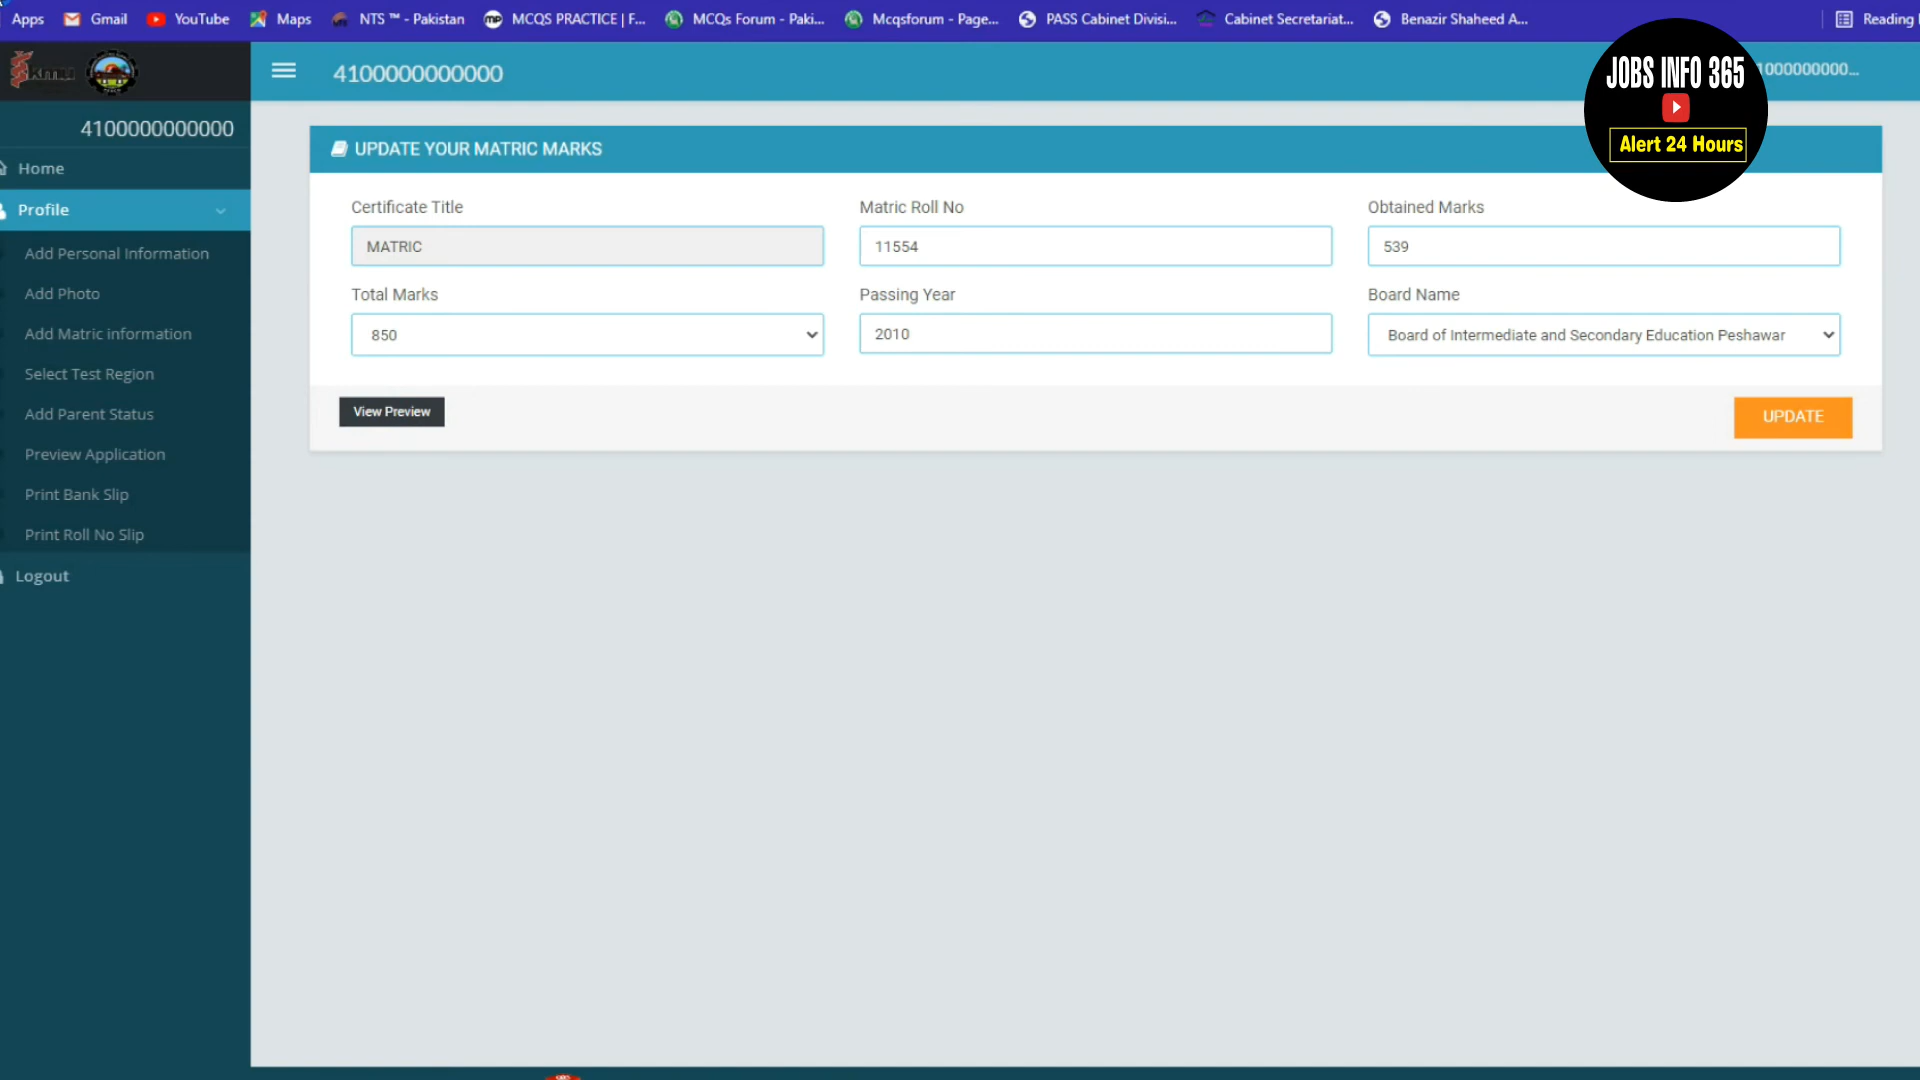 Apps Gmail YouTube Maps NTS ™ - Pakistan MCQS PRACTICE | F... MCQs Forum - Paki... Mcqsforum - Page... PASS Cabinet Divisi... Cabinet Secretariat... Benazir Shaheed A... Reading
kmu
4100000000000
1000000000...
JOBS INFO 365
Alert 24 Hours
4100000000000
Home
Profile
Add Personal Information
Add Photo
Add Matric information
Select Test Region
Add Parent Status
Preview Application
Print Bank Slip
Print Roll No Slip
Logout
UPDATE YOUR MATRIC MARKS
Certificate Title Matric Roll No Obtained Marks
MATRIC 11554 539
Total Marks Passing Year Board Name
850 2010 Board of Intermediate and Secondary Education Peshawar
View Preview UPDATE